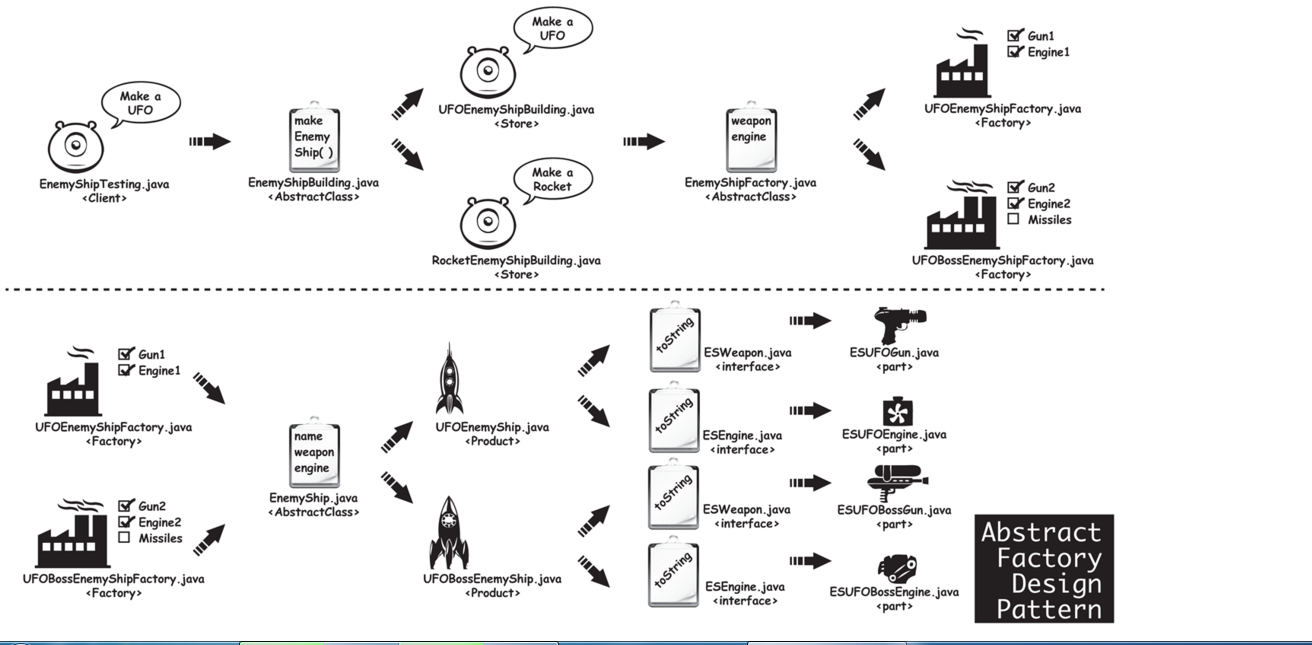 Make a
UFO
EnemyShipTesting.java
<Client>
make
Enemy
Ship( )
EnemyShipBuilding.java
<AbstractClass>
Make a
UFO
UFOEnemyShipBuilding.java
<Store>
Make a
Rocket
RocketEnemyShipBuilding.java
<Store>
weapon
engine
EnemyShipFactory.java
<AbstractClass>
Gun1
Engine1
UFOEnemyShipFactory.java
<Factory>
Gun2
Engine2
Missiles
UFOBossEnemyShipFactory.java
<Factory>
Gun1
Engine1
UFOEnemyShipFactory.java
<Factory>
Gun2
Engine2
Missiles
UFOBossEnemyShipFactory.java
<Factory>
name
weapon
engine
EnemyShip.java
<AbstractClass>
UFOEnemyShip.java
<Product>
UFOBossEnemyShip.java
<Product>
toString
ESWeapon.java
<interface>
ESUFOGun.java
<part>
toString
ESEngine.java
<interface>
ESUFOEngine.java
<part>
toString
ESWeapon.java
<interface>
ESUFOBossGun.java
<part>
toString
ESEngine.java
<interface>
ESUFOBossEngine.java
<part>
Abstract
Factory
Design
Pattern